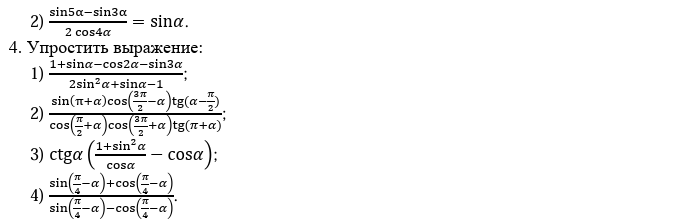 2) (sin5α−sin3α)/(2 cos4α) = sinα.
4. Упростить выражение:
1) (1+sinα−cos2α−sin3α)/(2sin²α+sinα−1);
2) (sin(π+α)cos(3π/2−α)tg(α−π/2))/(cos(π/2+α)cos(3π/2+α)tg(π+α));
3) ctgα ((1+sin²α)/cosα − cosα);
4) (sin(π/4−α)+cos(π/4−α))/(sin(π/4−α)−cos(π/4−α)).